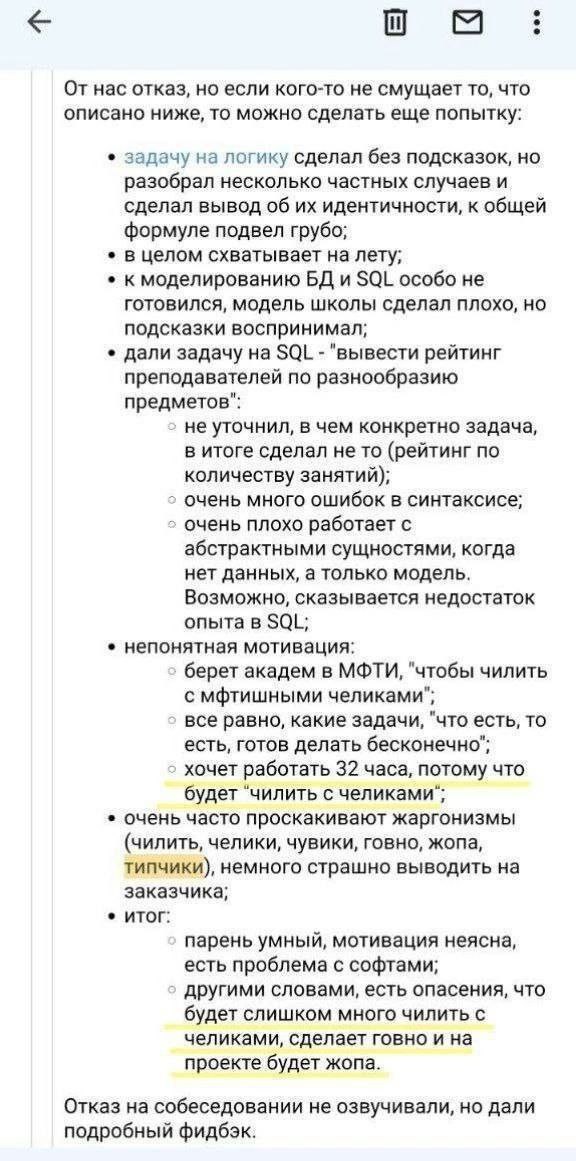 От нас отказ, но если кого-то не смущает то, что
описано ниже, то можно сделать еще попытку:
• задачу на логику сделал без подсказок, но
разобрал несколько частных случаев и
сделал вывод об их идентичности, к общей
формуле подвел грубо;
• в целом схватывает на лету;
• к моделированию БД и SQL особо не
готовился, модель школы сделал плохо, но
подсказки воспринимал;
• дали задачу на SQL - "вывести рейтинг
преподавателей по разнообразию
предметов":
◦ не уточнил, в чем конкретно задача,
в итоге сделал не то (рейтинг по
количеству занятий);
◦ очень много ошибок в синтаксисе;
◦ очень плохо работает с
абстрактными сущностями, когда
нет данных, а только модель.
Возможно, сказывается недостаток
опыта в SQL;
• непонятная мотивация:
◦ берет академ в МФТИ, "чтобы чилить
с мфтишными челиками";
◦ все равно, какие задачи, "что есть, то
есть, готов делать бесконечно";
◦ хочет работать 32 часа, потому что
будет "чилить с челиками";
• очень часто проскакивают жаргонизмы
(чилить, челики, чувики, говно, жопа,
типчики), немного страшно выводить на
заказчика;
• итог:
◦ парень умный, мотивация неясна,
есть проблема с софтами;
◦ другими словами, есть опасения, что
будет слишком много чилить с
челиками, сделает говно и на
проекте будет жопа.
Отказ на собеседовании не озвучивали, но дали
подробный фидбэк.